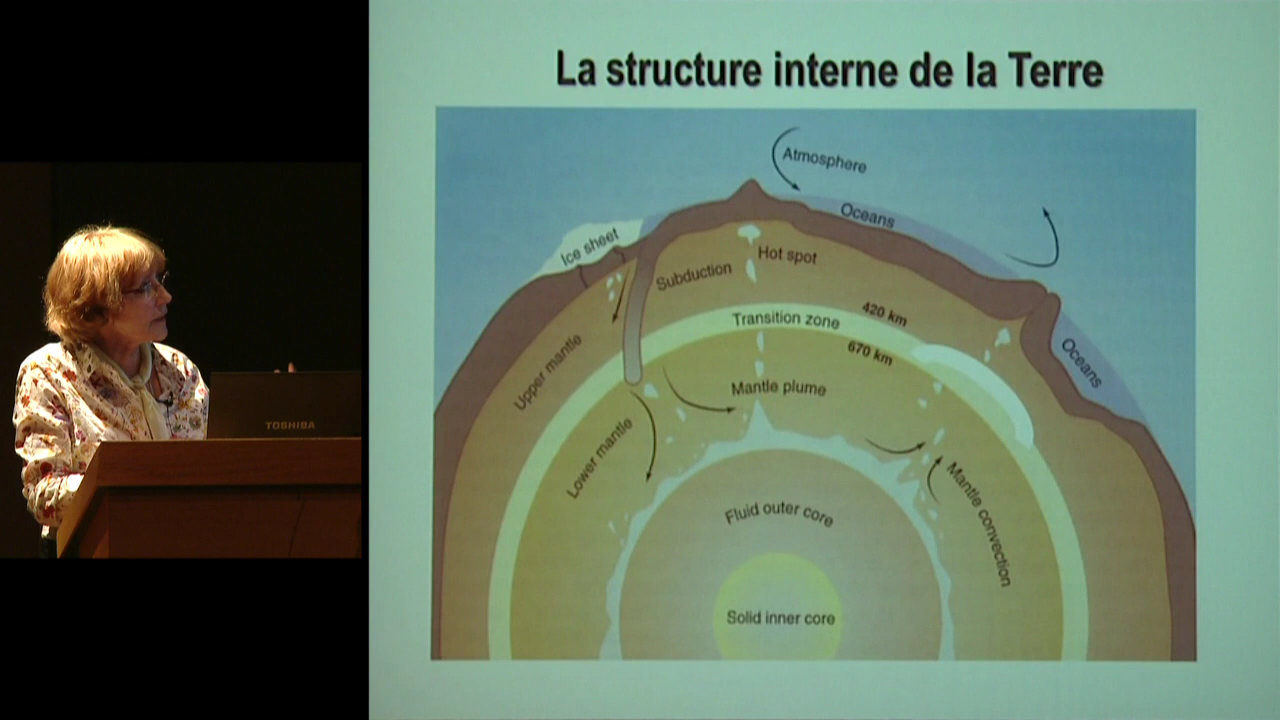 La structure interne de la Terre
Atmosphere
Oceans
Ice sheet
Hot spot
Subduction
420 km
Transition zone
670 km
Oceans
Upper mantle
Mantle plume
Lower mantle
Mantle convection
Fluid outer core
Solid inner core
TOSHIBA